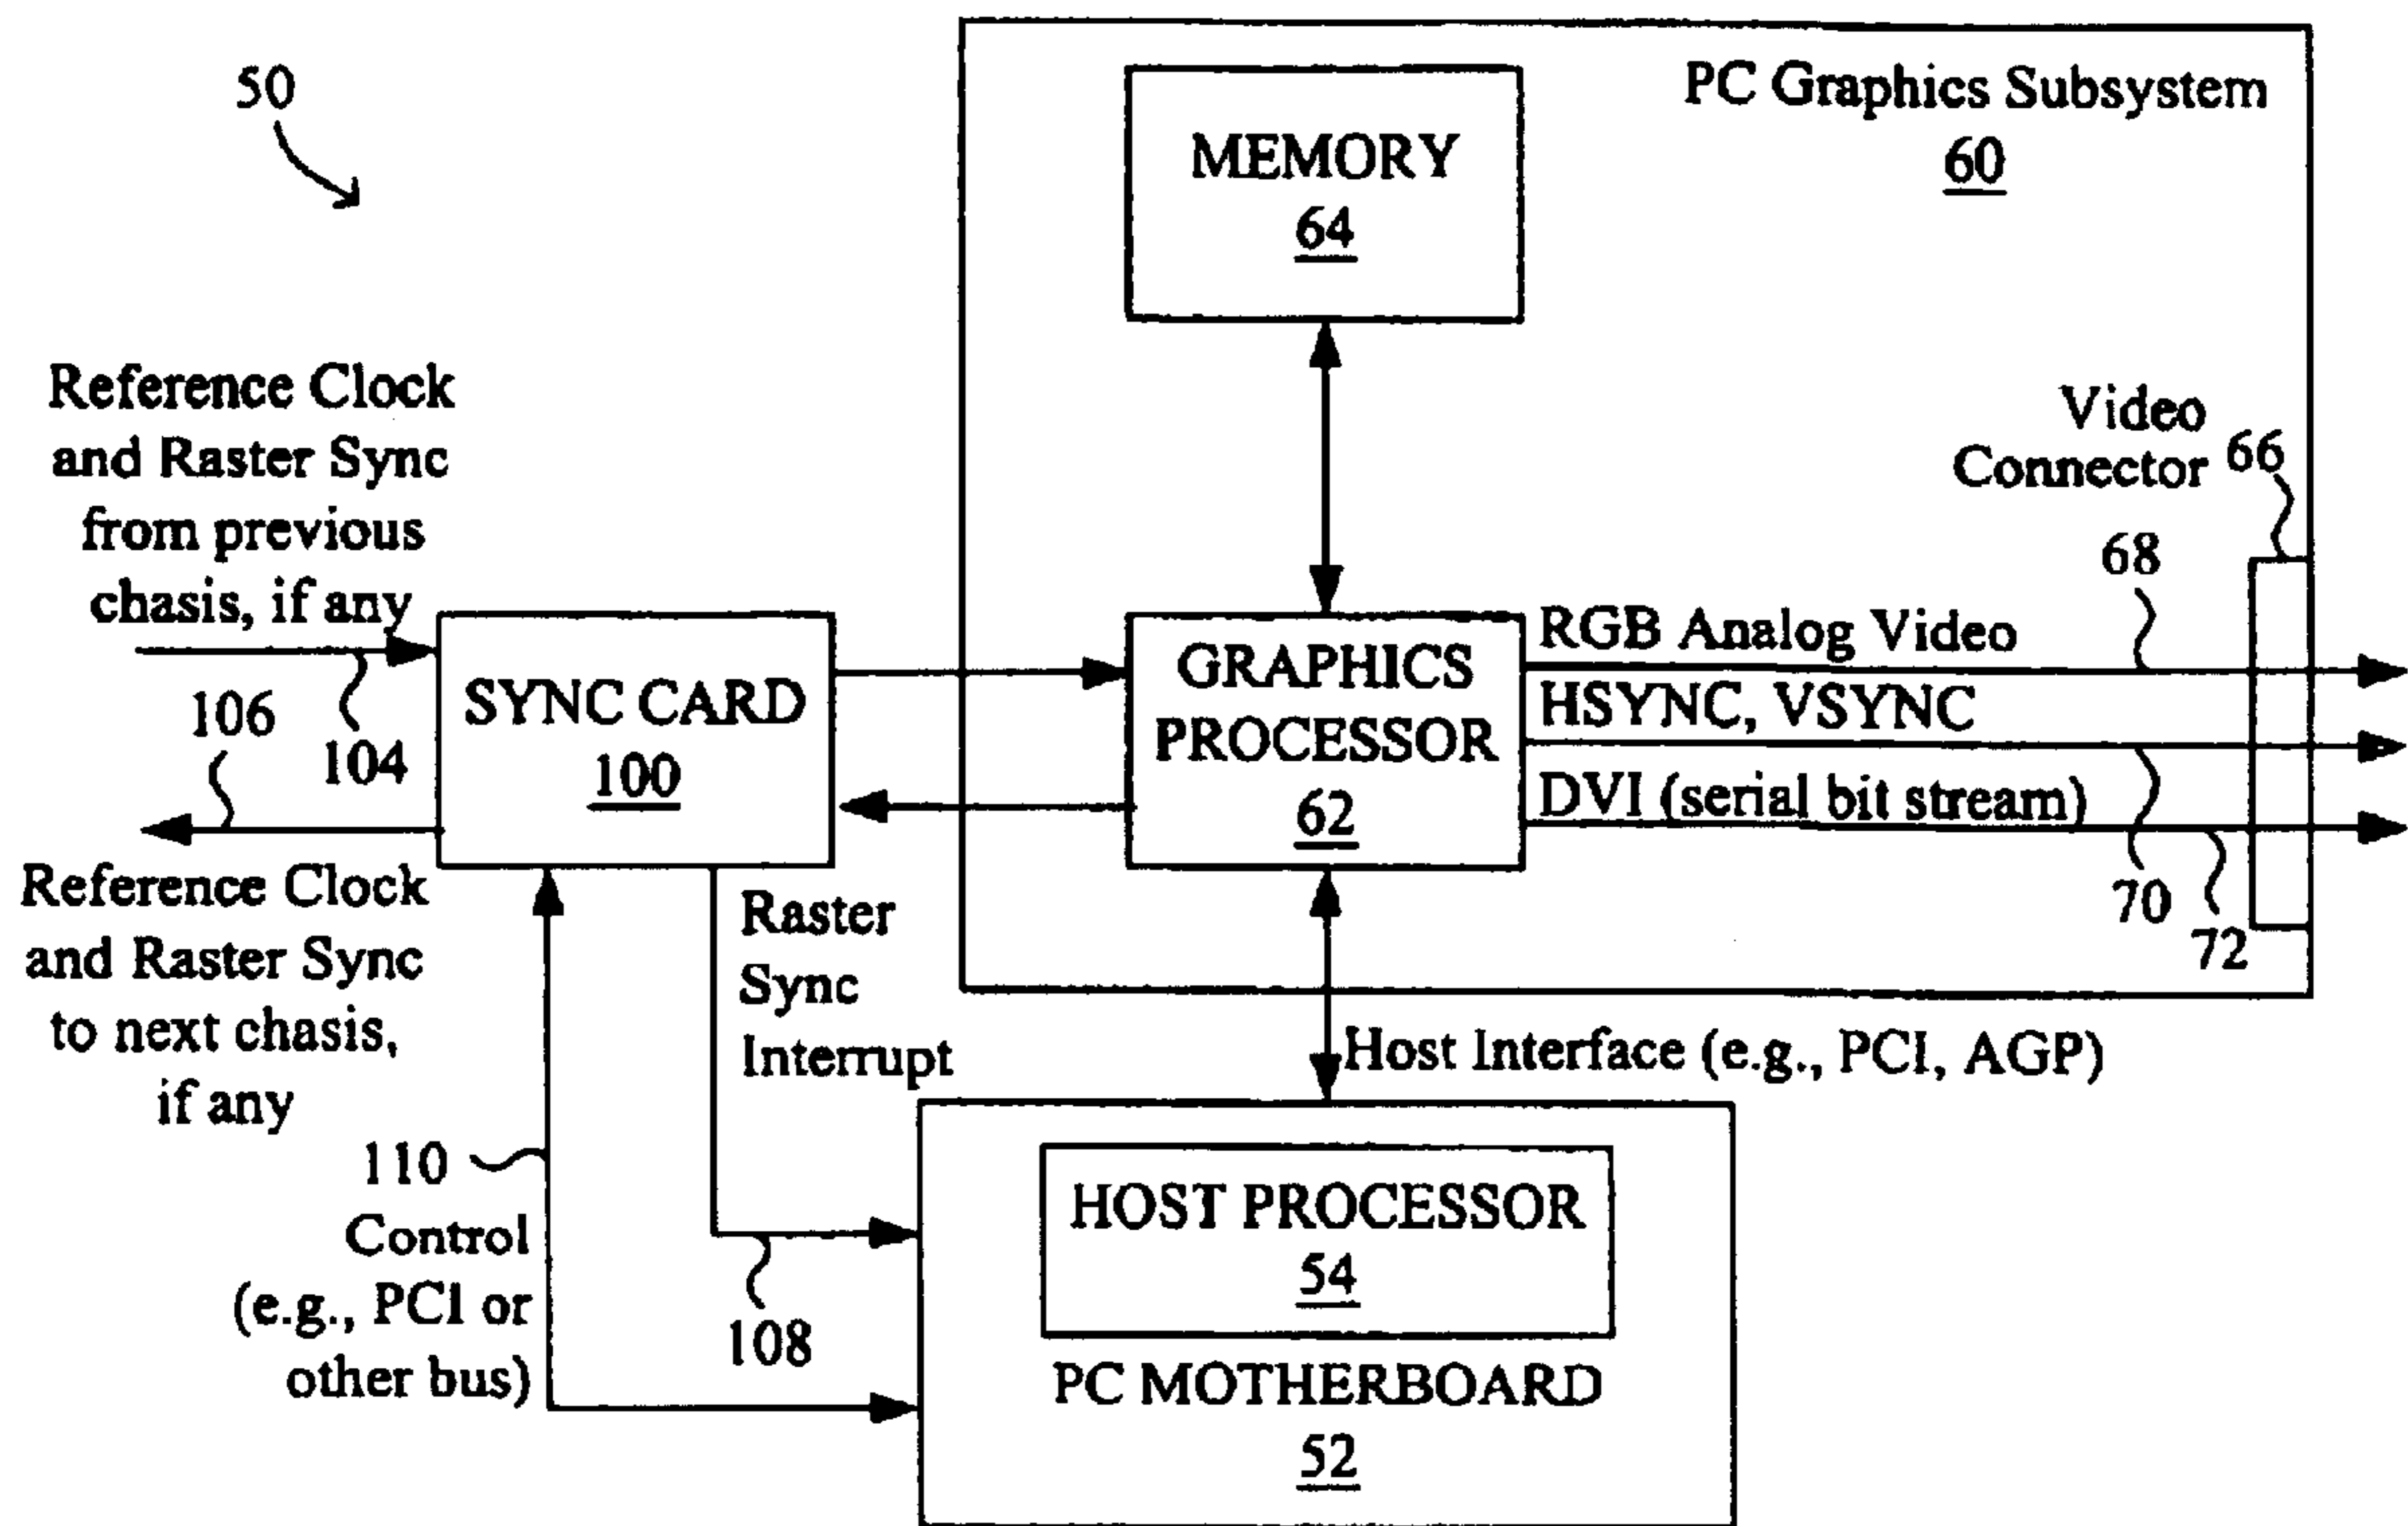 50
PC Graphics Subsystem
60
MEMORY
64
Reference Clock
and Raster Sync
from previous
chasis, if any
Video
Connector
66
68
RGB Analog Video
HSYNC, VSYNC
DVI (serial bit stream)
GRAPHICS
PROCESSOR
62
SYNC CARD
100
104
106
70
72
Reference Clock
and Raster Sync
to next chasis,
if any
Raster
Sync
Interrupt
Host Interface (e.g., PCI, AGP)
110
Control
(e.g., PCI or
other bus)
108
HOST PROCESSOR
54
PC MOTHERBOARD
52